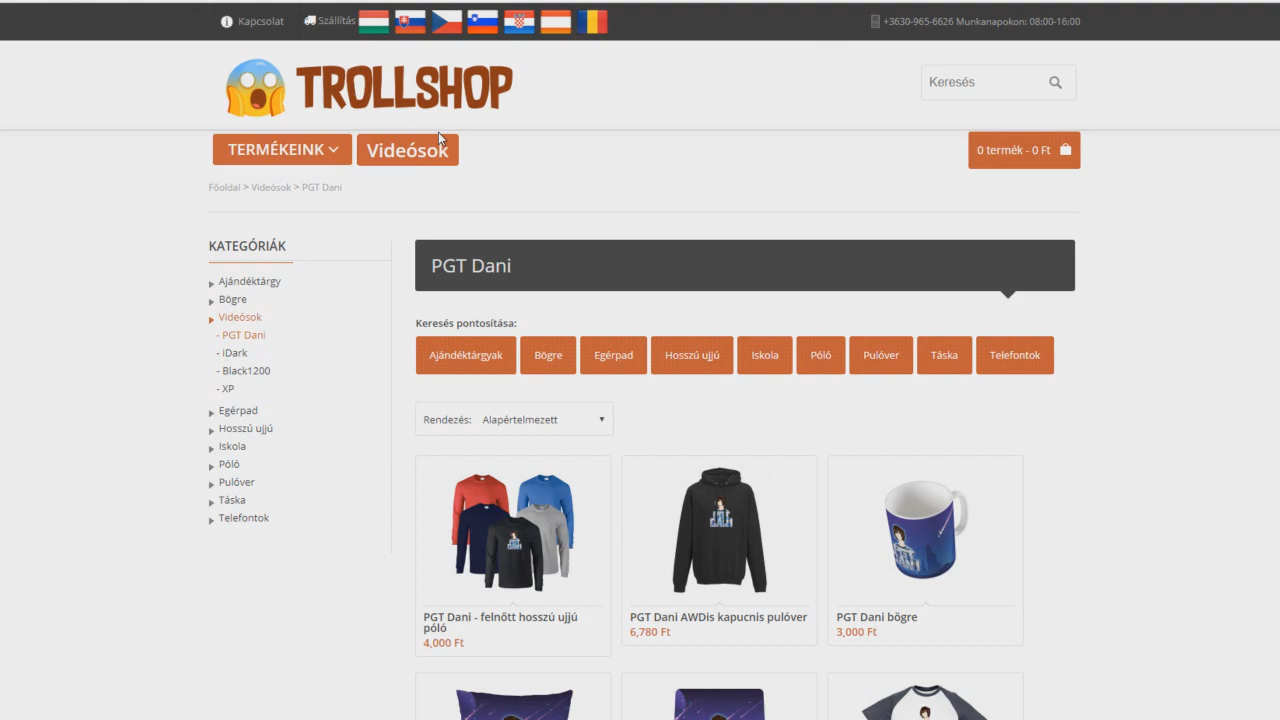 Kapcsolat
Szállítás
+3630-965-6626 Munkanapokon: 08:00-16:00
TROLLSHOP
Keresés
TERMÉKEINK
Videósok
0 termék - 0 Ft
Főoldal > Videósok > PGT Dani
KATEGÓRIÁK
Ajándéktárgy
Bögre
Videósok
- PGT Dani
- iDark
- Black1200
- XP
Egérpad
Hosszú ujjú
Iskola
Póló
Pulóver
Táska
Telefontok
PGT Dani
Keresés pontosítása:
Ajándéktárgyak
Bögre
Egérpad
Hosszú ujjú
Iskola
Póló
Pulóver
Táska
Telefontok
Rendezés: Alapértelmezett
PGT Dani - felnőtt hosszú ujjú
póló
4,000 Ft
PGT Dani AWDis kapucnis pulóver
6,780 Ft
PGT Dani bögre
3,000 Ft